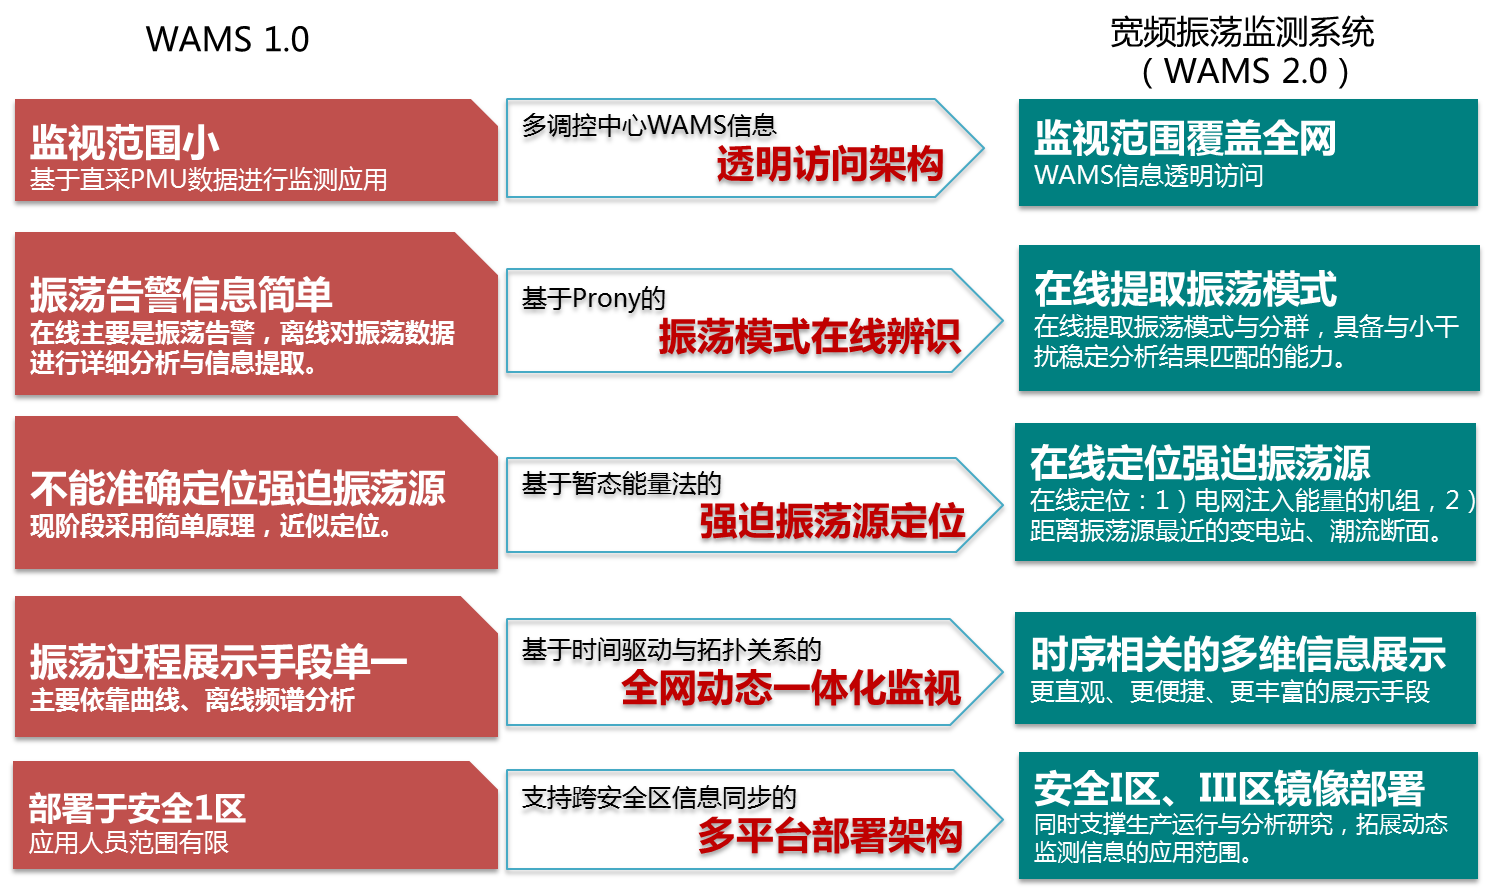 WAMS 1.0
宽频振荡监测系统
（WAMS 2.0）
监视范围小
基于直采PMU数据进行监测应用
多调控中心WAMS信息
透明访问架构
监视范围覆盖全网
WAMS信息透明访问
振荡告警信息简单
在线主要是振荡告警，离线对振荡数据
进行详细分析与信息提取。
基于Prony的
振荡模式在线辨识
在线提取振荡模式
在线提取振荡模式与分群，具备与小干
扰稳定分析结果匹配的能力。
不能准确定位强迫振荡源
现阶段采用简单原理，近似定位。
基于暂态能量法的
强迫振荡源定位
在线定位强迫振荡源
在线定位：1）电网注入能量的机组，2）
距离振荡源最近的变电站、潮流断面。
振荡过程展示手段单一
主要依靠曲线、离线频谱分析
基于时间驱动与拓扑关系的
全网动态一体化监视
时序相关的多维信息展示
更直观、更便捷、更丰富的展示手段
部署于安全1区
应用人员范围有限
支持跨安全区信息同步的
多平台部署架构
安全I区、III区镜像部署
同时支撑生产运行与分析研究，拓展动态
监测信息的应用范围。